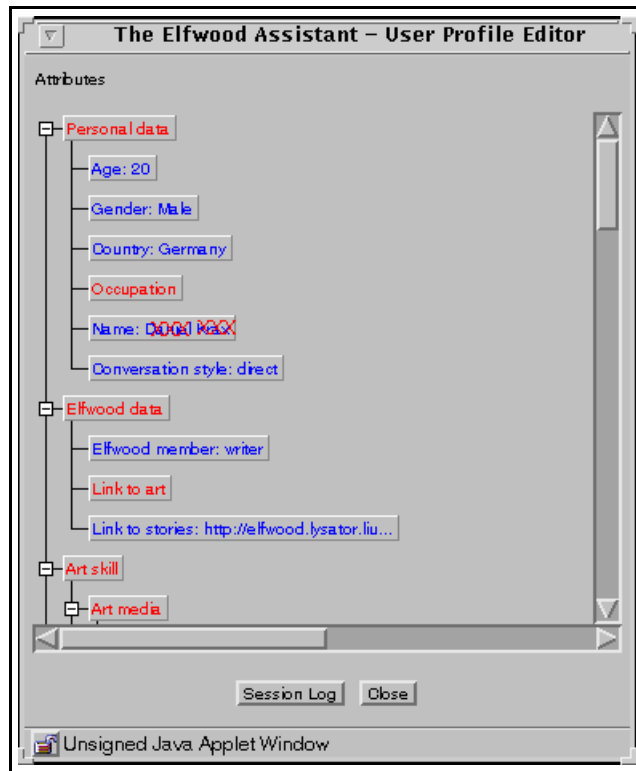 The Elfwood Assistant – User Profile Editor
Attributes
Personal data
Age: 20
Gender: Male
Country: Germany
Occupation
Name:
Conversation style: direct
Elfwood data
Elfwood member: writer
Link to art
Link to stories: http://elfwood.lysator.liu...
Art skill
Art media
Session Log Close
Unsigned Java Applet Window